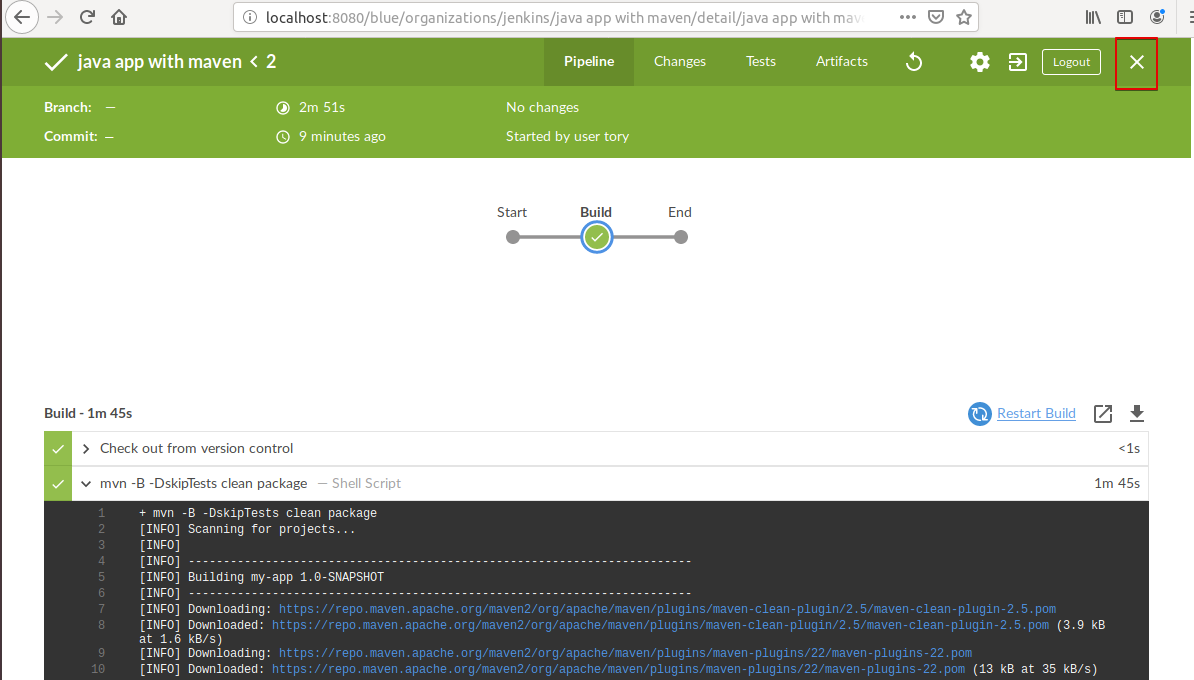 localhost:8080/blue/organizations/jenkins/java app with maven/detail/java app with mav
java app with maven < 2
Pipeline Changes Tests Artifacts Logout
Branch: — 2m 51s No changes
Commit: — 9 minutes ago Started by user tory
Start Build End
Build - 1m 45s Restart Build
Check out from version control <1s
mvn -B -DskipTests clean package — Shell Script 1m 45s
1 + mvn -B -DskipTests clean package
2 [INFO] Scanning for projects...
3 [INFO]
4 [INFO] ------------------------------------------------------------------------
5 [INFO] Building my-app 1.0-SNAPSHOT
6 [INFO] ------------------------------------------------------------------------
7 [INFO] Downloading: https://repo.maven.apache.org/maven2/org/apache/maven/plugins/maven-clean-plugin/2.5/maven-clean-plugin-2.5.pom
8 [INFO] Downloaded: https://repo.maven.apache.org/maven2/org/apache/maven/plugins/maven-clean-plugin/2.5/maven-clean-plugin-2.5.pom (3.9 kB
at 1.6 kB/s)
9 [INFO] Downloading: https://repo.maven.apache.org/maven2/org/apache/maven/plugins/maven-plugins/22/maven-plugins-22.pom
10 [INFO] Downloaded: https://repo.maven.apache.org/maven2/org/apache/maven/plugins/maven-plugins/22/maven-plugins-22.pom (13 kB at 35 kB/s)